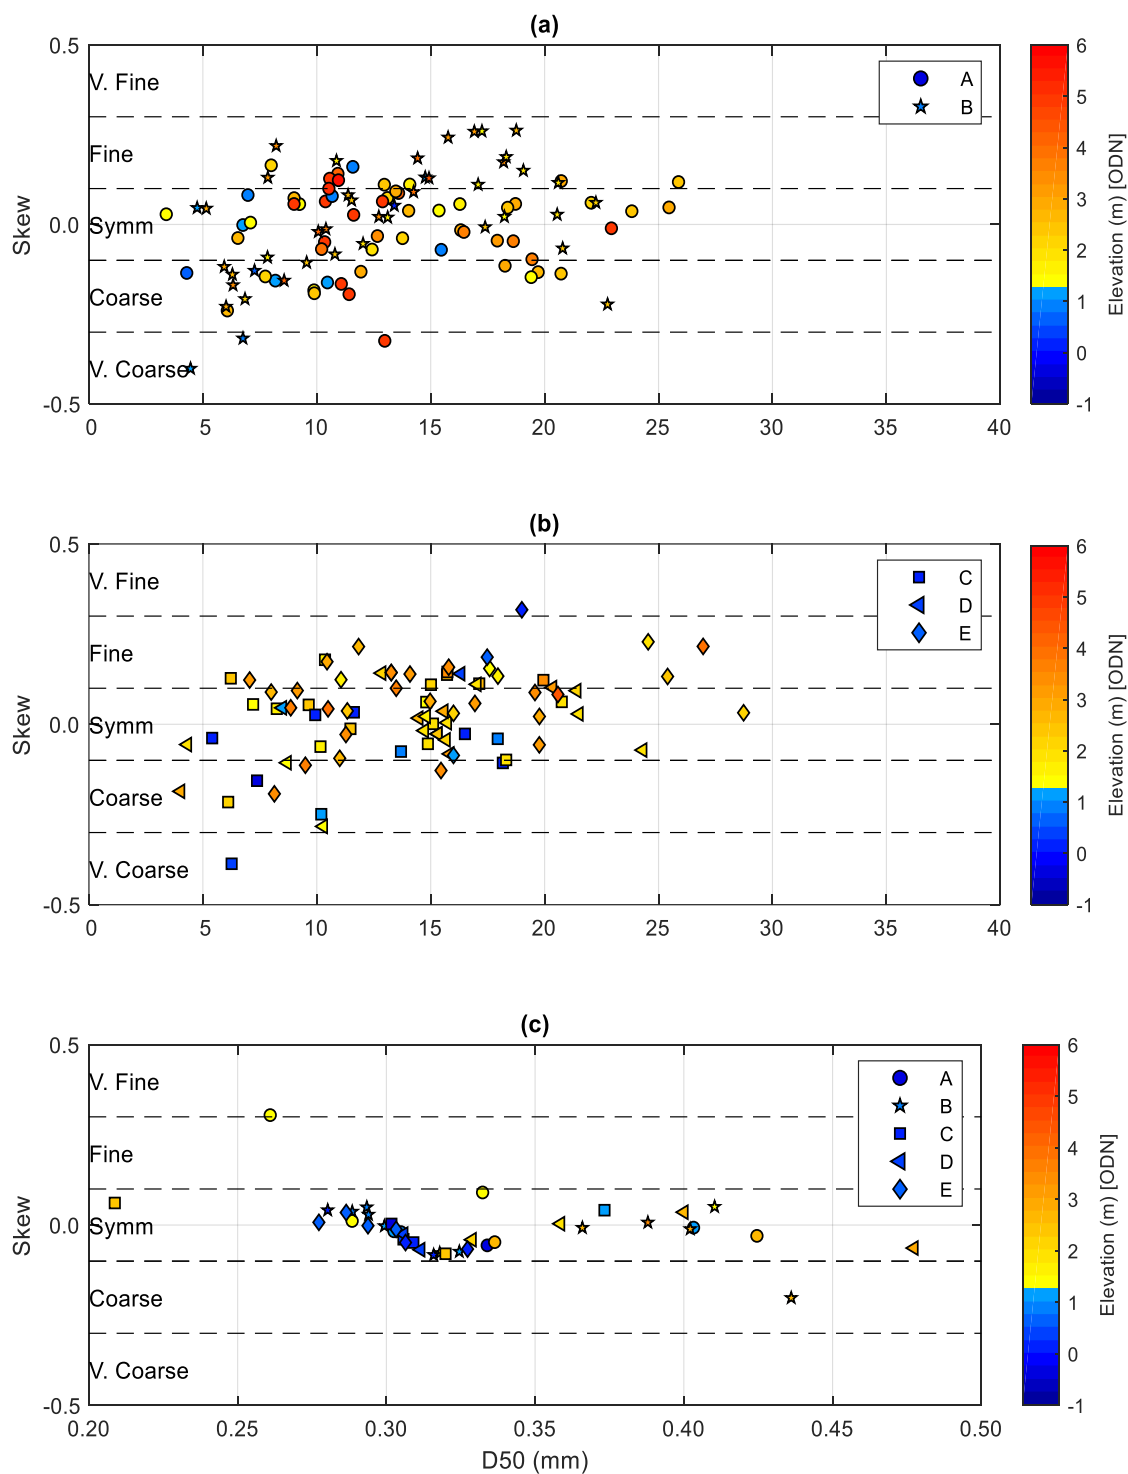 (a)
0.5
V. Fine
Fine
Symm
Coarse
V. Coarse
0.0
-0.5
Skew
0 5 10 15 20 25 30 35 40
A
B
6
5
4
3
2
1
0
-1
Elevation (m) [ODN]
(b)
0.5
V. Fine
Fine
Symm
Coarse
V. Coarse
0.0
-0.5
Skew
0 5 10 15 20 25 30 35 40
C
D
E
6
5
4
3
2
1
0
-1
Elevation (m) [ODN]
(c)
0.5
V. Fine
Fine
Symm
Coarse
V. Coarse
0.0
-0.5
Skew
0.20 0.25 0.30 0.35 0.40 0.45 0.50
D50 (mm)
A
B
C
D
E
6
5
4
3
2
1
0
-1
Elevation (m) [ODN]